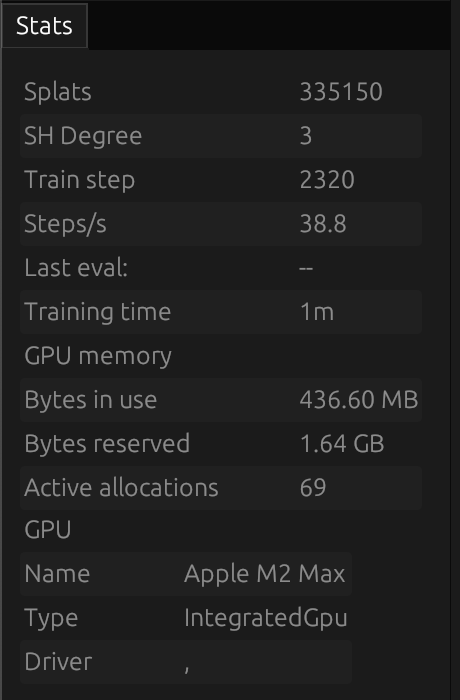 Stats
Splats 335150
SH Degree 3
Train step 2320
Steps/s 38.8
Last eval: --
Training time 1m
GPU memory
Bytes in use 436.60 MB
Bytes reserved 1.64 GB
Active allocations 69
GPU
Name Apple M2 Max
Type IntegratedGpu
Driver ,